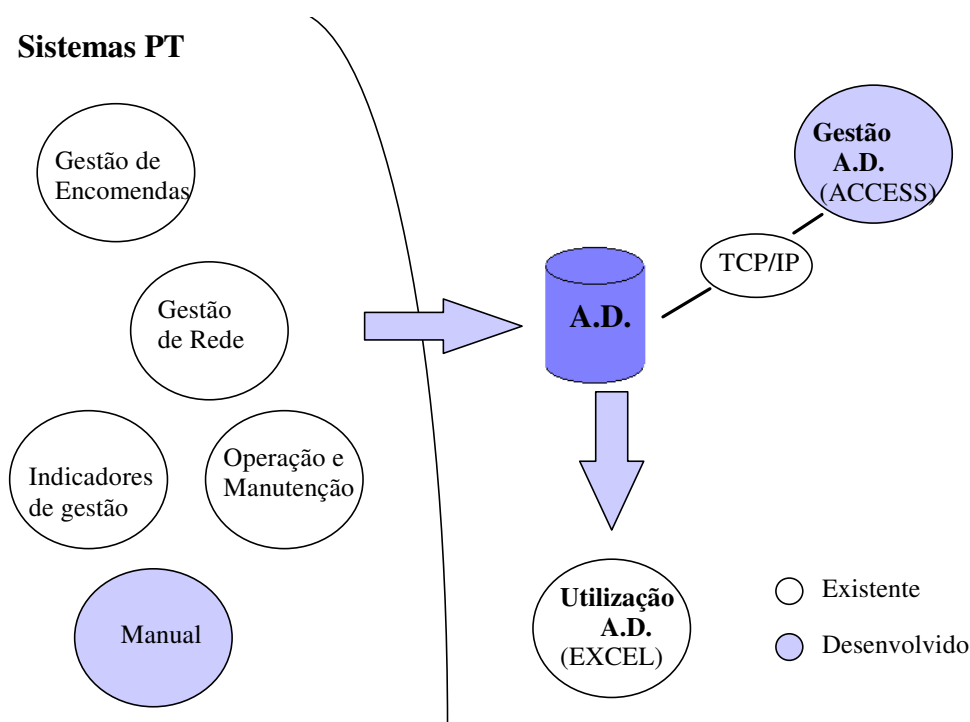 Sistemas PT
Gestão de
Encomendas
Gestão
de Rede
Indicadores
de gestão
Operação e
Manutenção
Manual
A.D.
TCP/IP
Gestão
A.D.
(ACCESS)
Utilização
A.D.
(EXCEL)
Existente
Desenvolvido